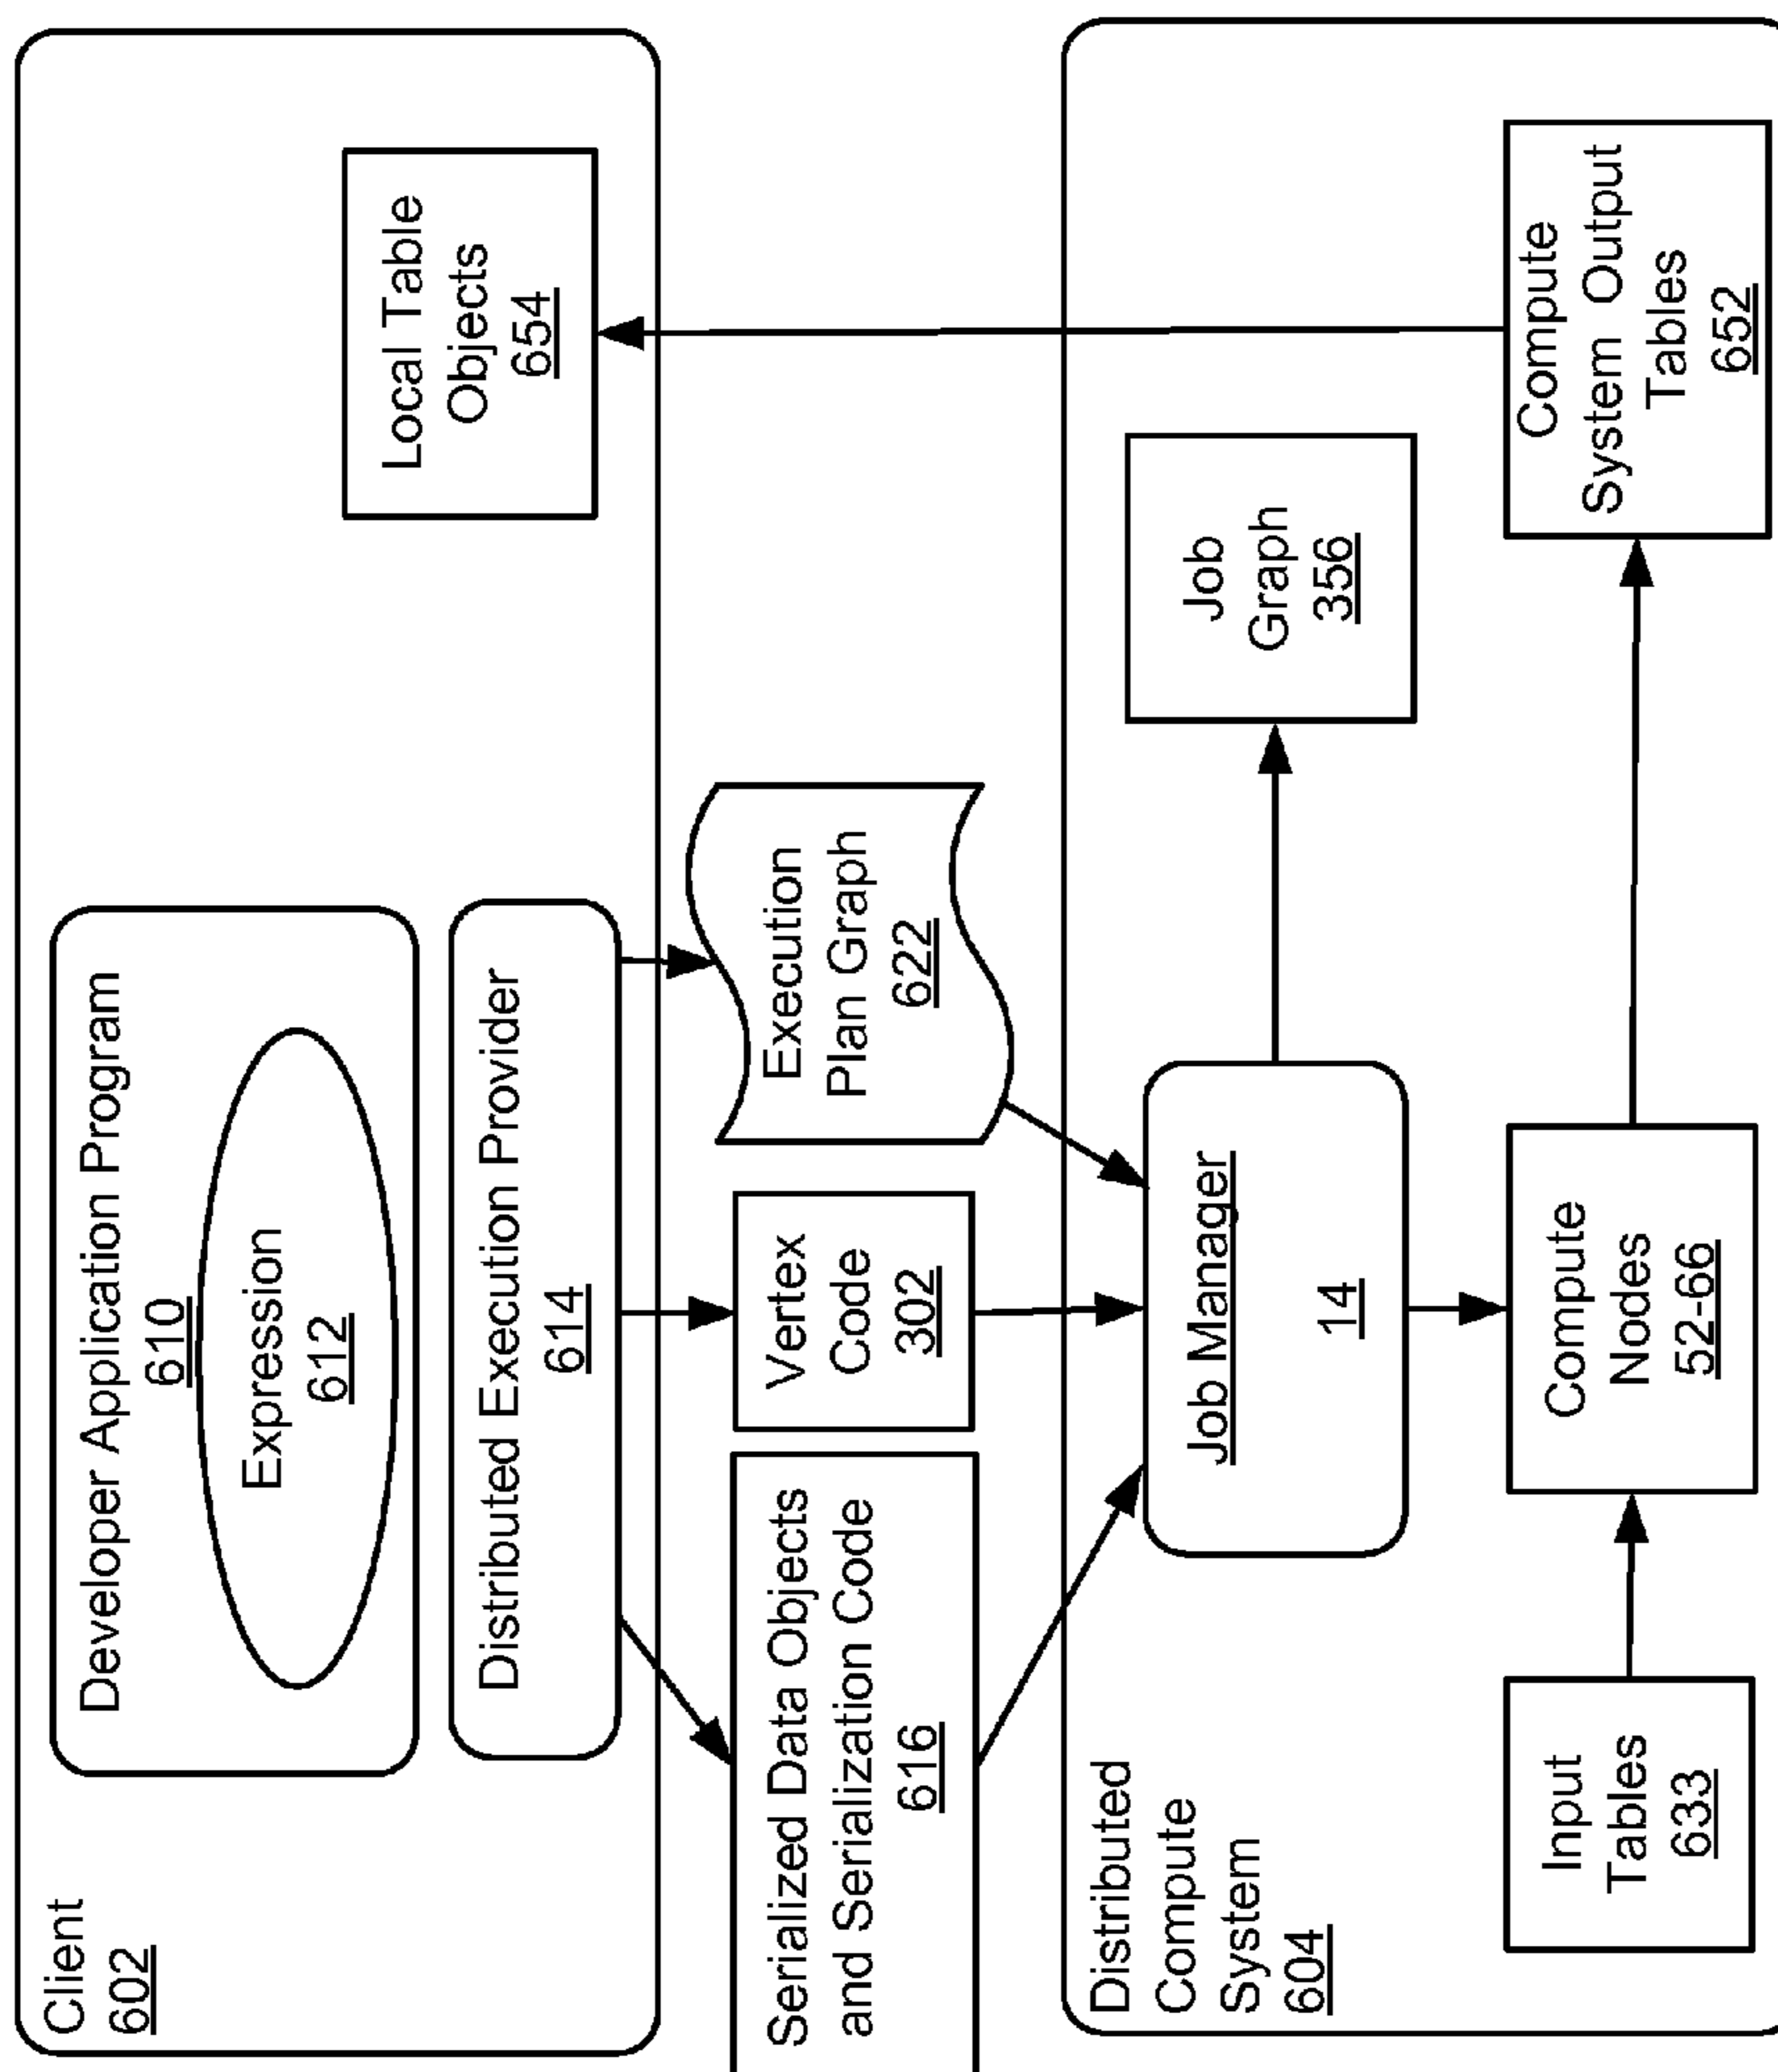 Client
602
Developer Application Program
610
Expression
612
Distributed Execution Provider
614
Local Table
Objects
654
Serialized Data Objects
and Serialization Code
616
Vertex
Code
302
Execution
Plan Graph
622
Distributed
Compute
System
604
Job Manager
14
Job
Graph
356
Input
Tables
633
Compute
Nodes
52-66
Compute
System Output
Tables
652